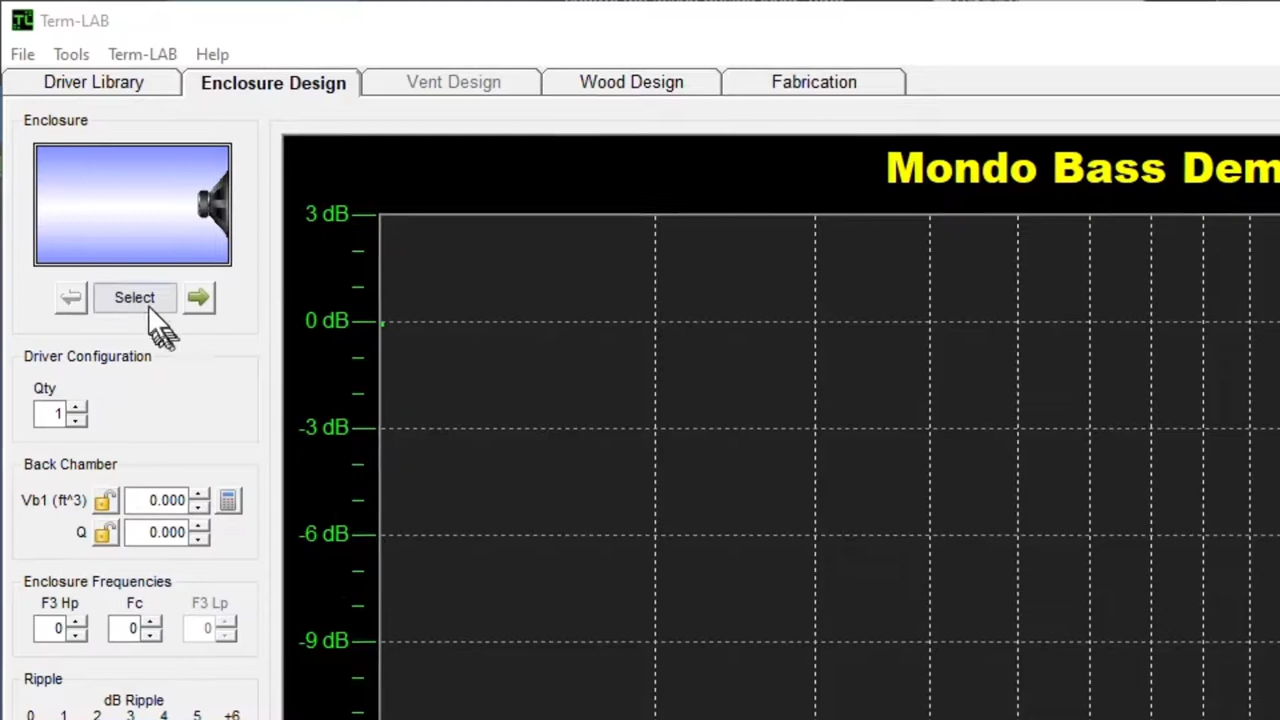 Term-LAB
File Tools Term-LAB Help
Driver Library Enclosure Design Vent Design Wood Design Fabrication
Enclosure
Select
Driver Configuration
Qty
1
Back Chamber
Vb1 (ft^3) 0.000
Q 0.000
Enclosure Frequencies
F3 Hp Fc F3 Lp
0 0 0
Ripple
dB Ripple
0 1 2 3 4 5 +6
Mondo Bass Dem
3 dB
0 dB
-3 dB
-6 dB
-9 dB